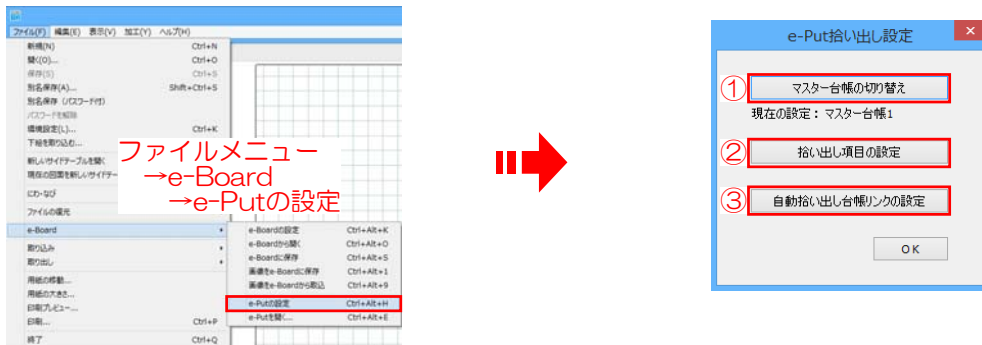 ファイル(F) 編集(E) 表示(V) 加工(Y) ヘルプ(H)
新規(N) Ctrl+N
開く(O)... Ctrl+O
保存(S) Ctrl+S
別名保存(A)... Shift+Ctrl+S
別名保存（パスワード付）
パスワードを解除
環境設定(L)... Ctrl+K
下絵を取り込む...
新しいサイドテーブルを開く
現在の図面を新しいサイドテー
にわ・なび
ファイルの復元
e-Board
取り込み
取り出し
用紙の移動...
用紙の大きさ...
印刷プレビュー...
印刷... Ctrl+P
終了 Ctrl+Q
ファイルメニュー
→e-Board
→e-Putの設定
e-Boardの設定 Ctrl+Alt+K
e-Boardから開く Ctrl+Alt+O
e-Boardに保存 Ctrl+Alt+S
画像をe-Boardに保存 Ctrl+Alt+1
画像をe-Boardから取込 Ctrl+Alt+9
e-Putの設定 Ctrl+Alt+H
e-Putを開く... Ctrl+Alt+E
e-Put拾い出し設定
① マスター台帳の切り替え
現在の設定： マスター台帳1
② 拾い出し項目の設定
③ 自動拾い出し台帳リンクの設定
OK